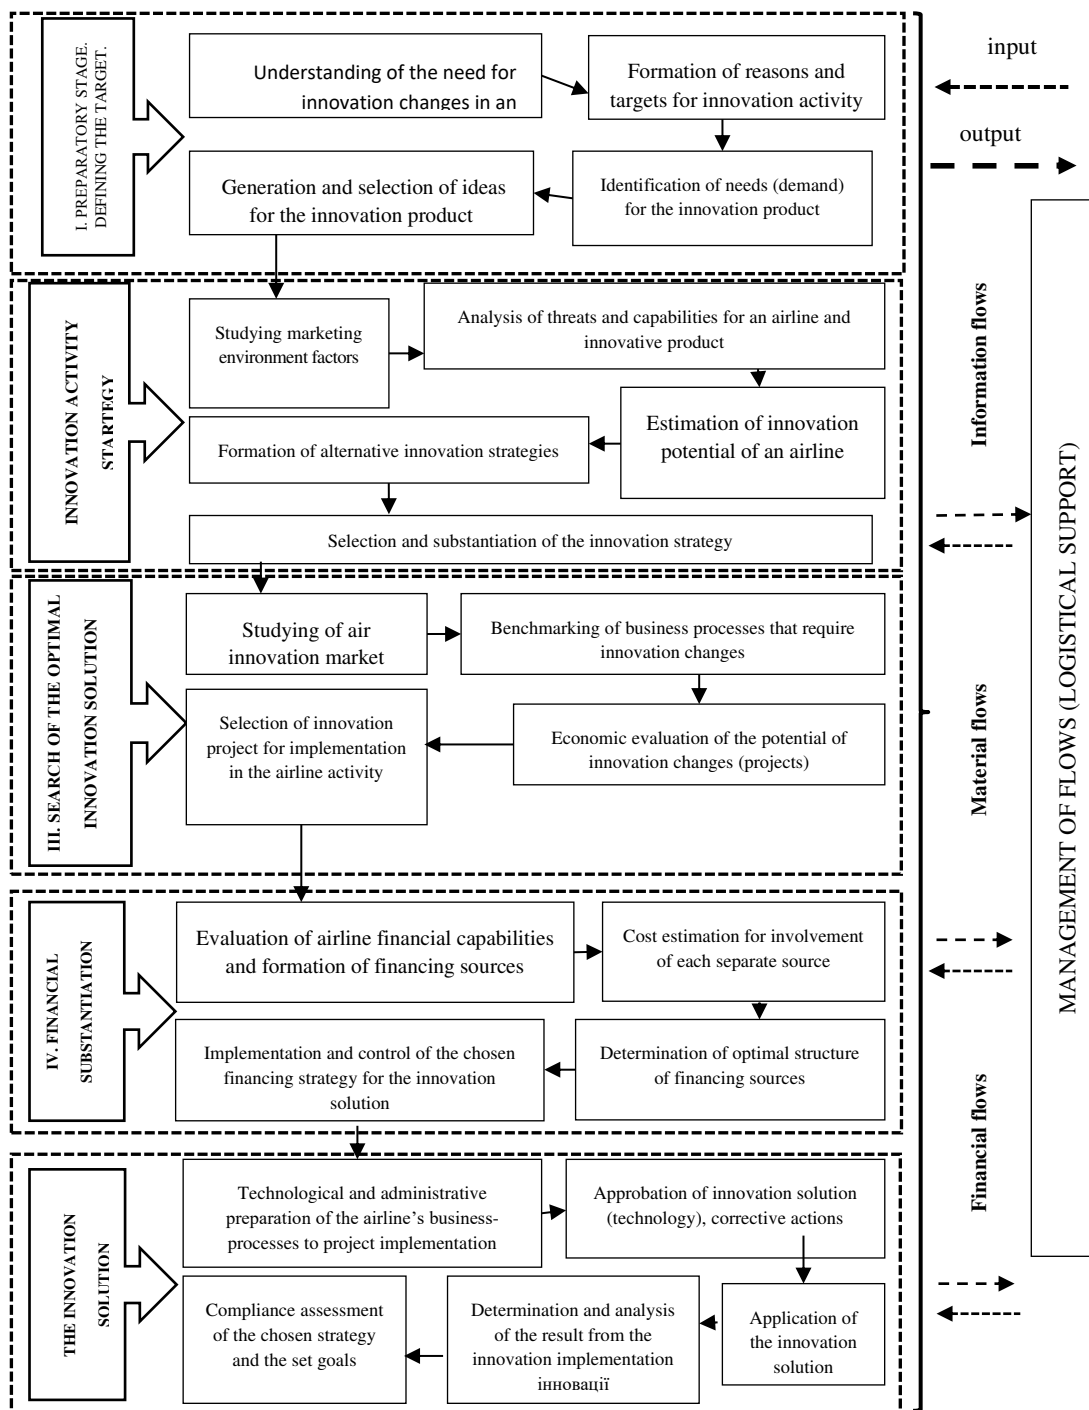 I. PREPARATORY STAGE.
DEFINING THE TARGET.
Understanding of the need for
innovation changes in an
Formation of reasons and
targets for innovation activity
Identification of needs (demand)
for the innovation product
Generation and selection of ideas
for the innovation product
input
output
INNOVATION ACTIVITY
STARTEGY
Studying marketing
environment factors
Analysis of threats and capabilities for an airline and
innovative product
Estimation of innovation
potential of an airline
Formation of alternative innovation strategies
Selection and substantiation of the innovation strategy
III. SEARCH OF THE OPTIMAL
INNOVATION SOLUTION
Studying of air
innovation market
Benchmarking of business processes that require
innovation changes
Economic evaluation of the potential of
innovation changes (projects)
Selection of innovation
project for implementation
in the airline activity
IV. FINANCIAL
SUBSTANTIATION
Evaluation of airline financial capabilities
and formation of financing sources
Cost estimation for involvement
of each separate source
Determination of optimal structure
of financing sources
Implementation and control of the chosen
financing strategy for the innovation
solution
THE INNOVATION
SOLUTION
Technological and administrative
preparation of the airline's business-
processes to project implementation
Approbation of innovation solution
(technology), corrective actions
Application of
the innovation
solution
Determination and analysis
of the result from the
innovation implementation
інновації
Compliance assessment
of the chosen strategy
and the set goals
Information flows
Material flows
Financial flows
MANAGEMENT OF FLOWS (LOGISTICAL SUPPORT)